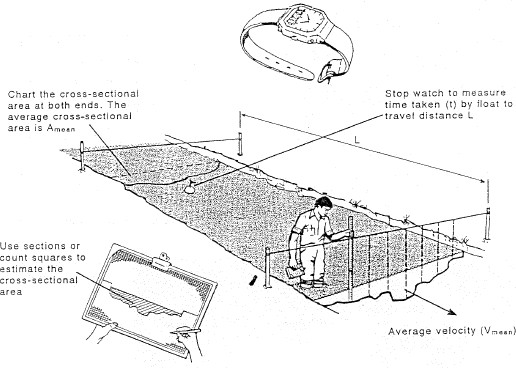 Chart the cross-sectional
area at both ends. The
average cross-sectional
area is Amean
Stop watch to measure
time taken (t) by float to
travel distance L
L
Use sections or
count squares to
estimate the
cross-sectional
area
Average velocity (Vmean)